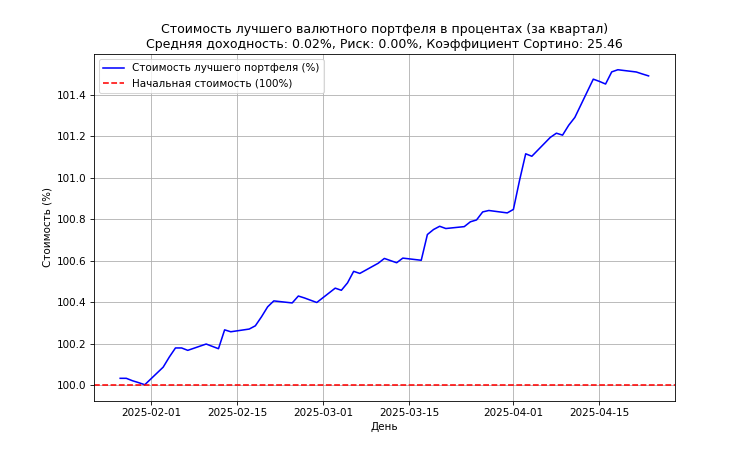 Стоимость лучшего валютного портфеля в процентах (за квартал)
Средняя доходность: 0.02%, Риск: 0.00%, Коэффициент Сортино: 25.46
Стоимость лучшего портфеля (%)
Начальная стоимость (100%)
Стоимость (%)
101.4
101.2
101.0
100.8
100.6
100.4
100.2
100.0
2025-02-01
2025-02-15
2025-03-01
2025-03-15
2025-04-01
2025-04-15
День